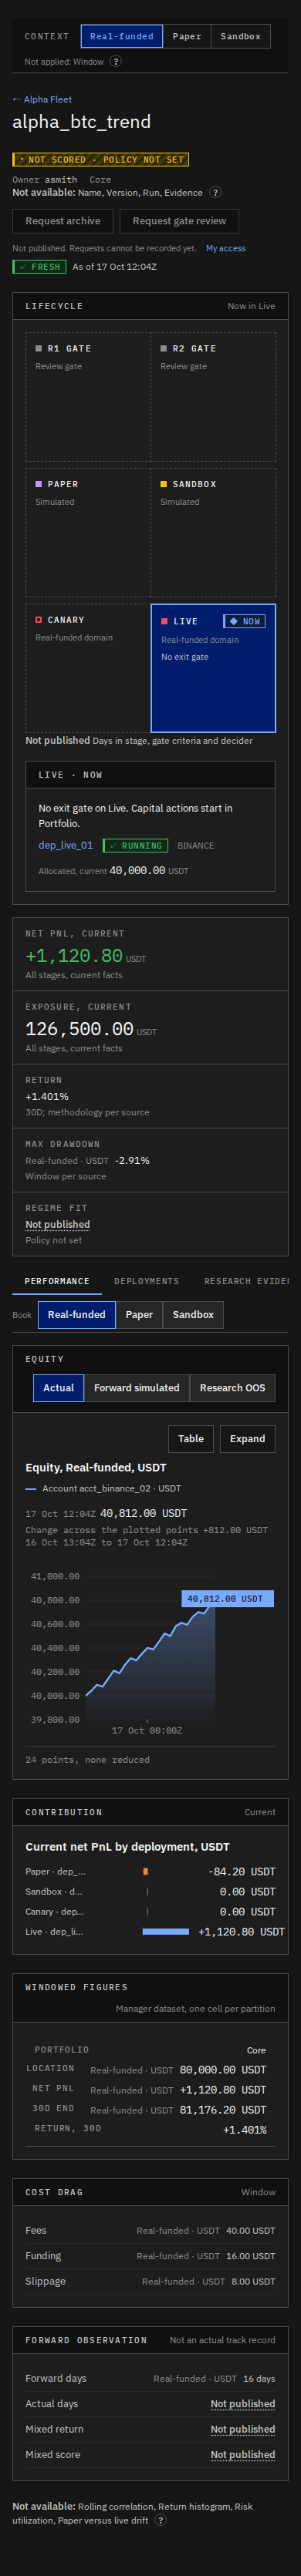 CONTEXT Real-funded Paper Sandbox
Not applied: Window ?
← Alpha Fleet
alpha_btc_trend
NOT SCORED · POLICY NOT SET
Owner asmith Core
Not available: Name, Version, Run, Evidence ?
Request archive Request gate review
Not published. Requests cannot be recorded yet. My access
✓ FRESH As of 17 Oct 12:04Z
LIFECYCLE Now in Live
R1 GATE R2 GATE
Review gate Review gate
PAPER SANDBOX
Simulated Simulated
CANARY LIVE ◆ NOW
Real-funded domain Real-funded domain
No exit gate
Not published Days in stage, gate criteria and decider
LIVE · NOW
No exit gate on Live. Capital actions start in
Portfolio.
dep_live_01 ✓ RUNNING BINANCE
Allocated, current 40,000.00 USDT
NET PNL, CURRENT
+1,120.80 USDT
All stages, current facts
EXPOSURE, CURRENT
126,500.00 USDT
All stages, current facts
RETURN
+1.401%
30D; methodology per source
MAX DRAWDOWN
Real-funded · USDT -2.91%
Window per source
REGIME FIT
Not published
Policy not set
PERFORMANCE DEPLOYMENTS RESEARCH EVIDE
Book Real-funded Paper Sandbox
EQUITY
Actual Forward simulated Research OOS
Table Expand
Equity, Real-funded, USDT
Account acct_binance_02 · USDT
17 Oct 12:04Z 40,812.00 USDT
Change across the plotted points +812.00 USDT
16 Oct 13:04Z to 17 Oct 12:04Z
41,000.00
40,800.00 40,812.00 USDT
40,600.00
40,400.00
40,200.00
40,000.00
39,800.00
17 Oct 00:00Z
24 points, none reduced
CONTRIBUTION Current
Current net PnL by deployment, USDT
Paper · dep_... -84.20 USDT
Sandbox · d... 0.00 USDT
Canary · dep... 0.00 USDT
Live · dep_li... +1,120.80 USDT
WINDOWED FIGURES
Manager dataset, one cell per partition
PORTFOLIO Core
LOCATION Real-funded · USDT 80,000.00 USDT
NET PNL Real-funded · USDT +1,120.80 USDT
30D END Real-funded · USDT 81,176.20 USDT
RETURN, 30D +1.401%
COST DRAG Window
Fees Real-funded · USDT 40.00 USDT
Funding Real-funded · USDT 16.00 USDT
Slippage Real-funded · USDT 8.00 USDT
FORWARD OBSERVATION Not an actual track record
Forward days Real-funded · USDT 16 days
Actual days Not published
Mixed return Not published
Mixed score Not published
Not available: Rolling correlation, Return histogram, Risk
utilization, Paper versus live drift ?